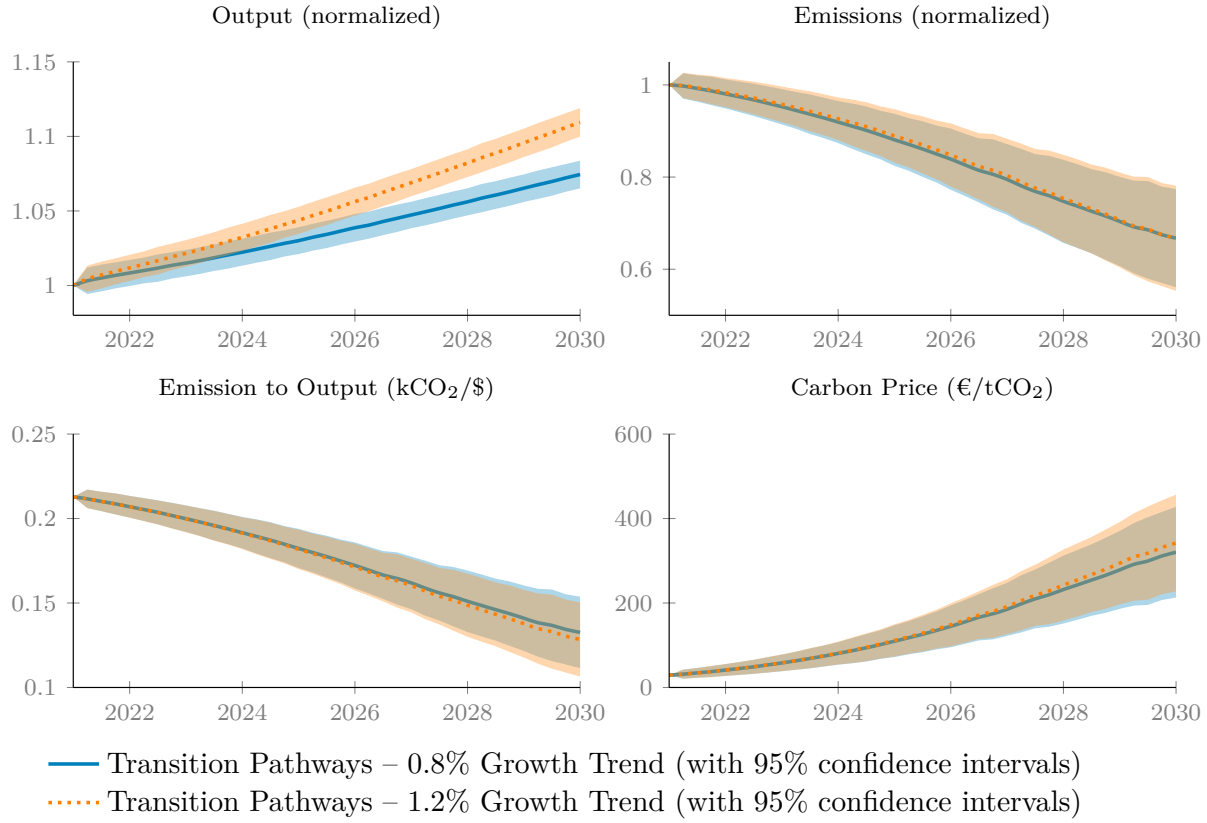 Output (normalized)
1.15
1.1
1.05
1
2022 2024 2026 2028 2030
Emissions (normalized)
1
0.8
0.6
2022 2024 2026 2028 2030
Emission to Output (kCO₂/$)
0.25
0.2
0.15
0.1
2022 2024 2026 2028 2030
Carbon Price (€/tCO₂)
600
400
200
0
2022 2024 2026 2028 2030
Transition Pathways – 0.8% Growth Trend (with 95% confidence intervals)
Transition Pathways – 1.2% Growth Trend (with 95% confidence intervals)